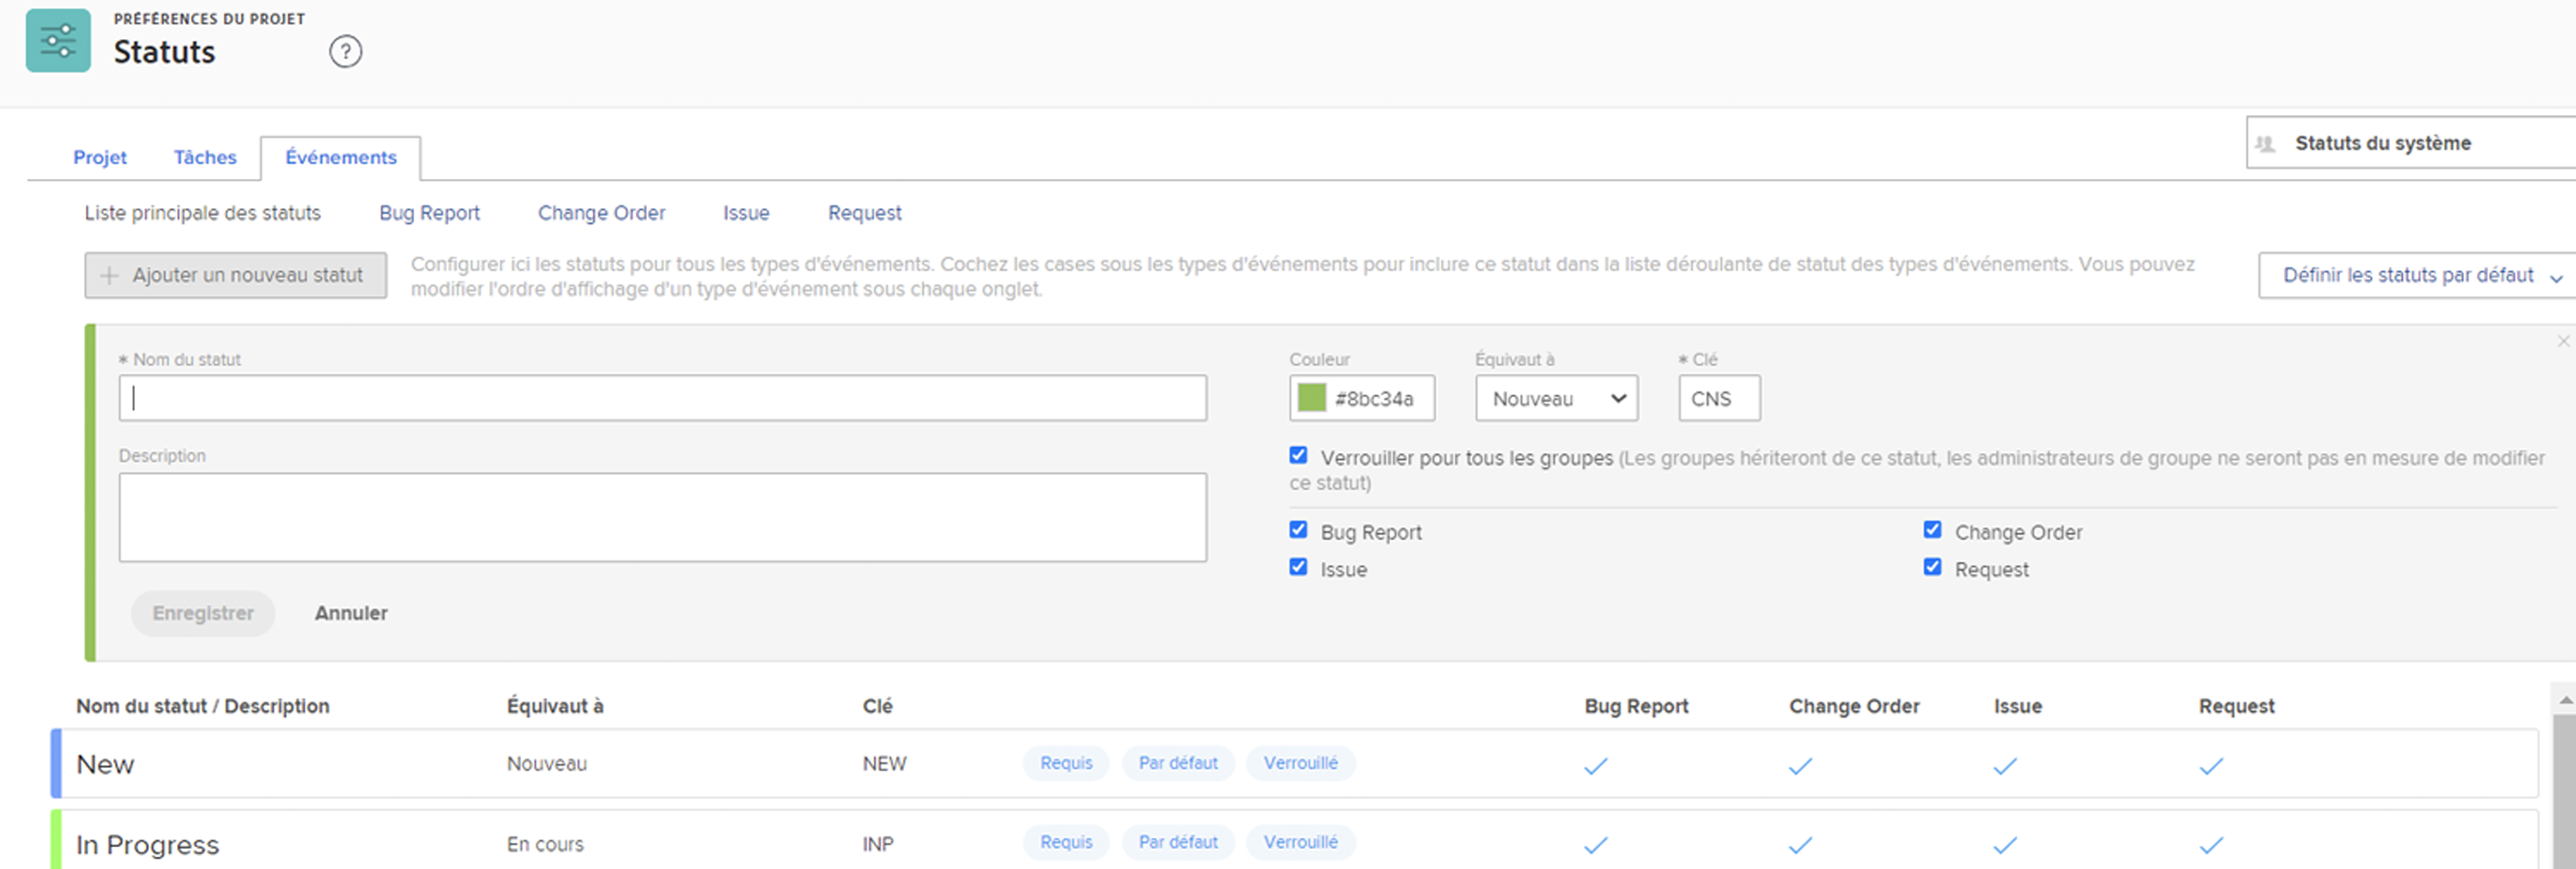 PRÉFÉRENCES DU PROJET
Statuts ?
Statuts du système
Projet Tâches Événements
Liste principale des statuts Bug Report Change Order Issue Request
Ajouter un nouveau statut
Configurer ici les statuts pour tous les types d'événements. Cochez les cases sous les types d'événements pour inclure ce statut dans la liste déroulante de statut des types d'événements. Vous pouvez
modifier l'ordre d'affichage d'un type d'événement sous chaque onglet.
Définir les statuts par défaut
* Nom du statut
Description
Enregistrer Annuler
Couleur Équivaut à * Clé
#8bc34a Nouveau CNS
Verrouiller pour tous les groupes (Les groupes hériteront de ce statut, les administrateurs de groupe ne seront pas en mesure de modifier
ce statut)
Bug Report Change Order
Issue Request
Nom du statut / Description Équivaut à Clé Bug Report Change Order Issue Request
New Nouveau NEW Requis Par défaut Verrouillé
In Progress En cours INP Requis Par défaut Verrouillé